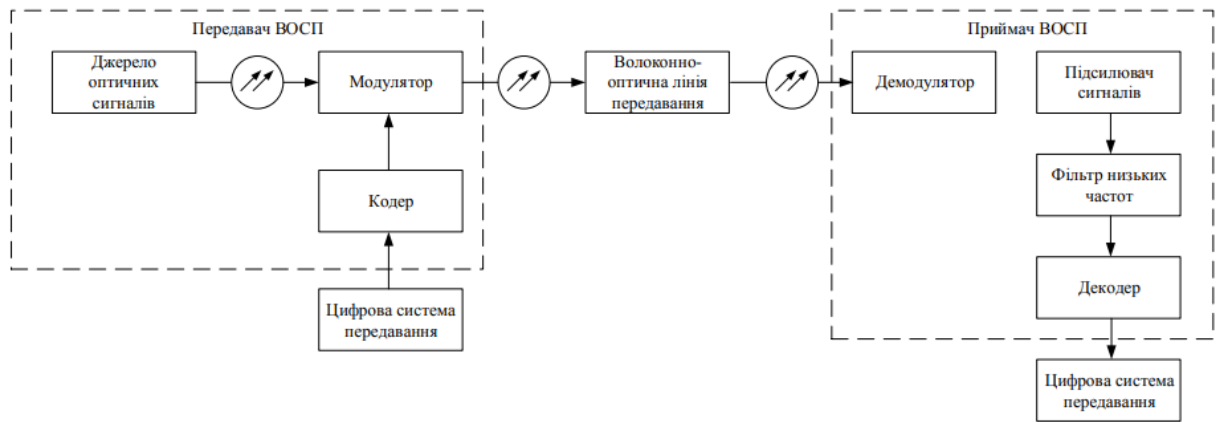 Передавач ВОСП
Джерело
оптичних
сигналів
Модулятор
Кодер
Цифрова система
передавання
Волоконно-
оптична лінія
передавання
Приймач ВОСП
Демодулятор
Підсилювач
сигналів
Фільтр низьких
частот
Декодер
Цифрова система
передавання